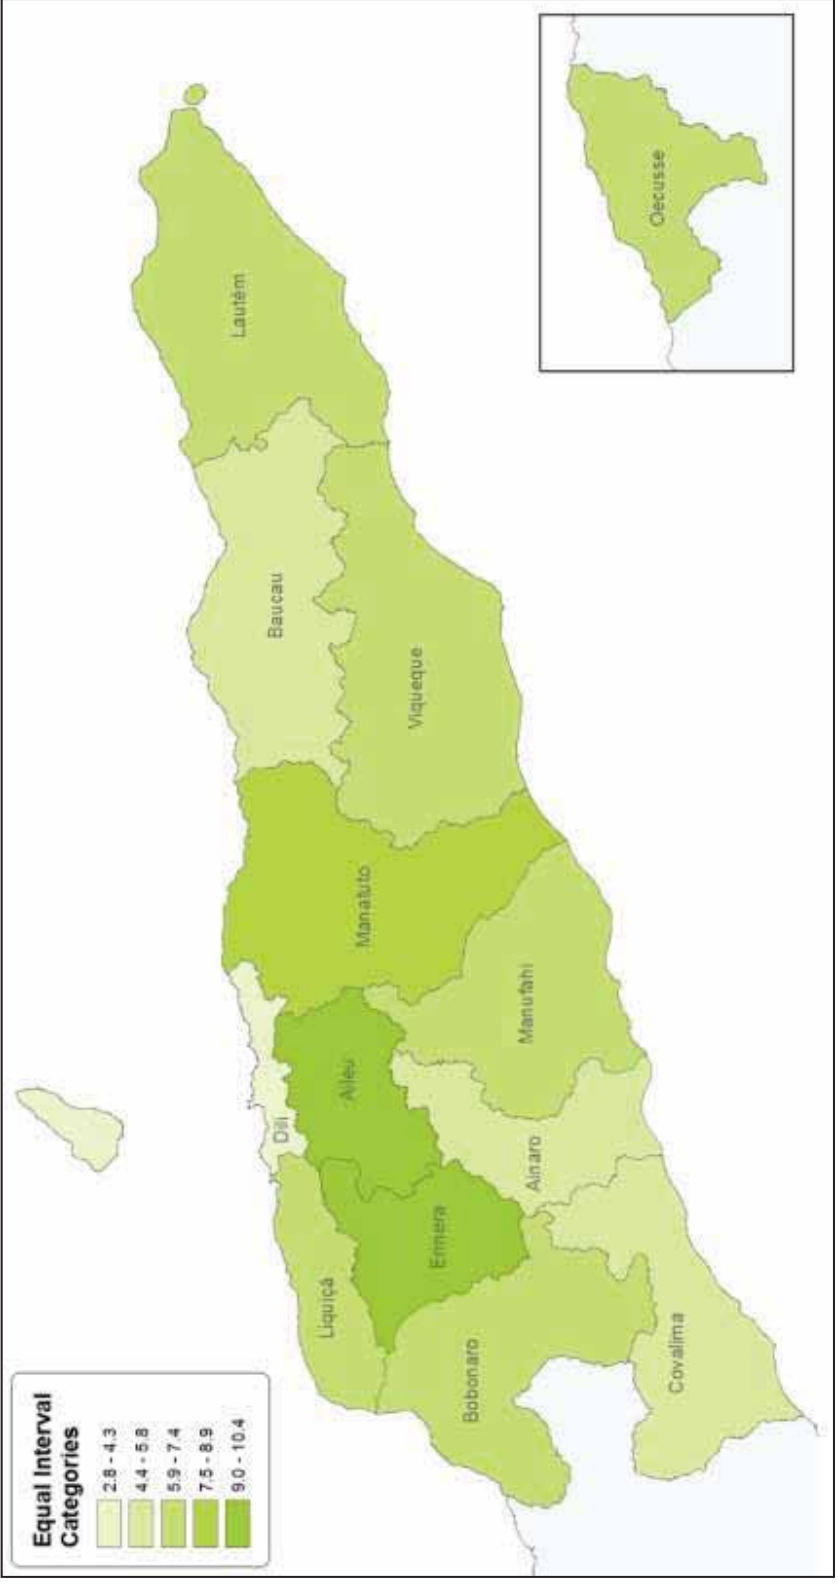 Equal Interval
Categories
2.8 - 4.3
4.4 - 5.8
5.9 - 7.4
7.5 - 8.9
9.0 - 10.4
Bobonaro
Covalima
Liquiçá
Ermera
Ainaro
Dili
Aileu
Manufahi
Manatuto
Viqueque
Baucau
Lautém
Oecusse